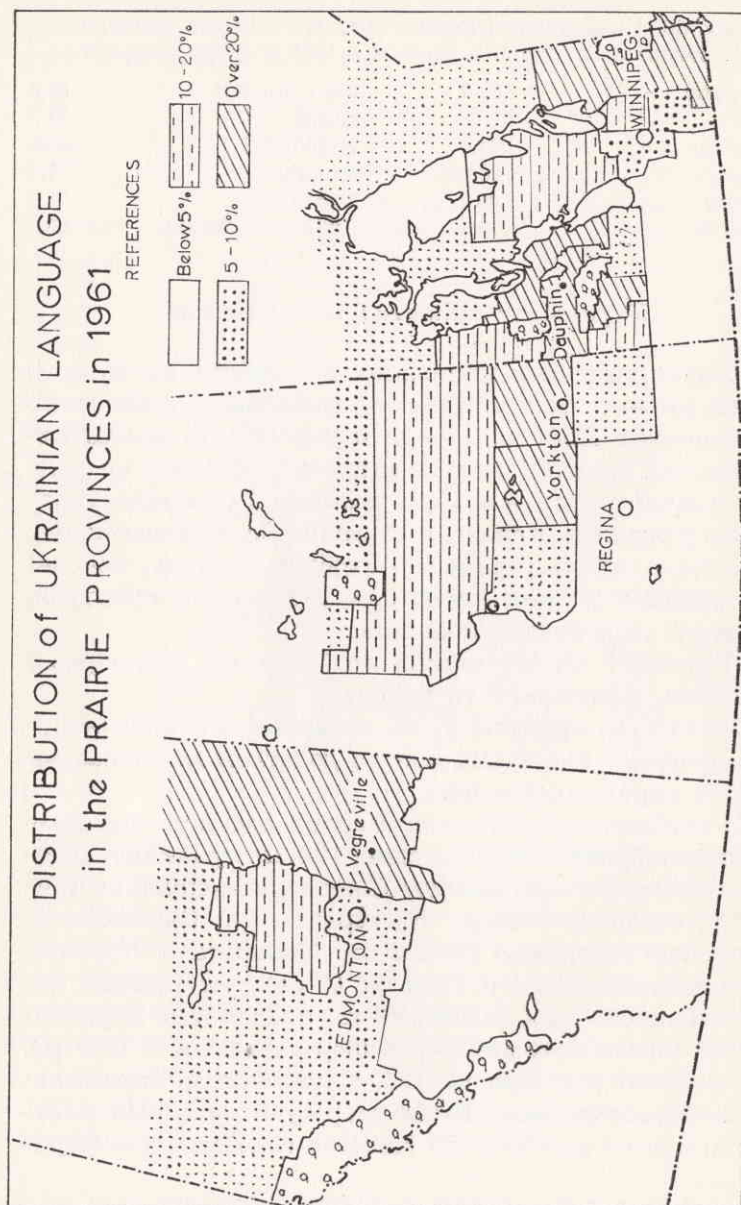 DISTRIBUTION of UKRAINIAN LANGUAGE
in the PRAIRIE PROVINCES in 1961
REFERENCES
Below 5%
10-20%
5-10%
Over 20%
EDMONTON
Vegreville
REGINA
Yorkton
Dauphin
WINNIPEG